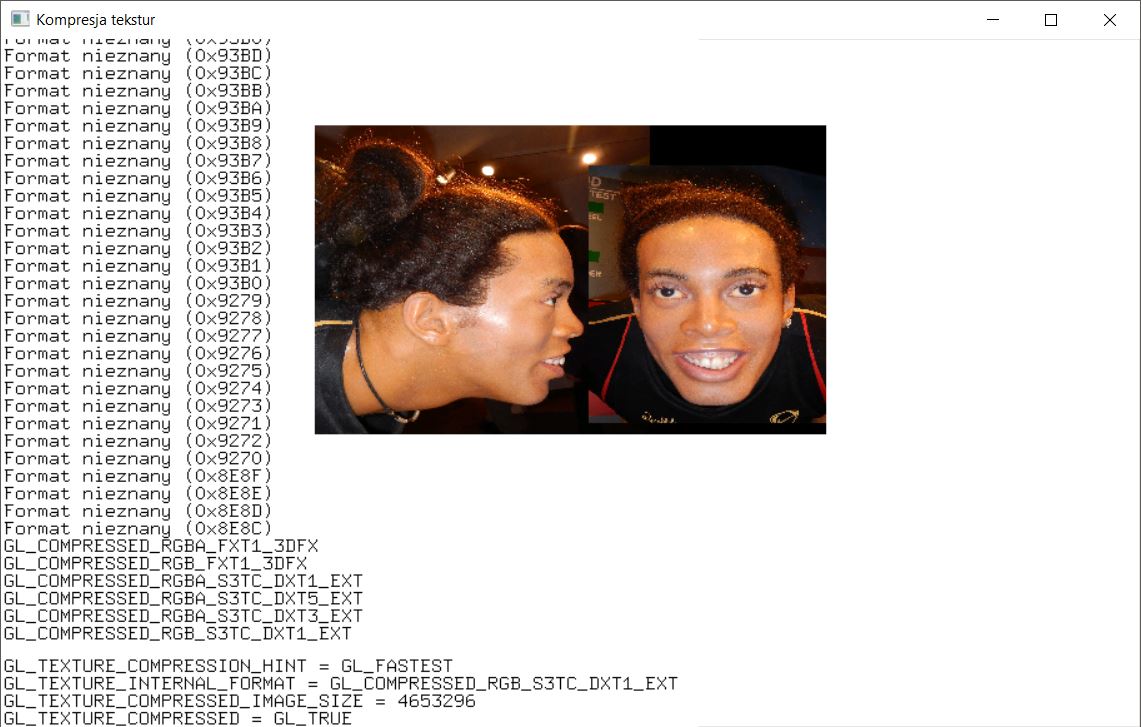 Kompresja tekstur
Format nieznany (0x93BD)
Format nieznany (0x93BC)
Format nieznany (0x93BB)
Format nieznany (0x93BA)
Format nieznany (0x93B9)
Format nieznany (0x93B8)
Format nieznany (0x93B7)
Format nieznany (0x93B6)
Format nieznany (0x93B5)
Format nieznany (0x93B4)
Format nieznany (0x93B3)
Format nieznany (0x93B2)
Format nieznany (0x93B1)
Format nieznany (0x93B0)
Format nieznany (0x9279)
Format nieznany (0x9278)
Format nieznany (0x9277)
Format nieznany (0x9276)
Format nieznany (0x9275)
Format nieznany (0x9274)
Format nieznany (0x9273)
Format nieznany (0x9271)
Format nieznany (0x9272)
Format nieznany (0x9270)
Format nieznany (0x8E8F)
Format nieznany (0x8E8E)
Format nieznany (0x8E8D)
Format nieznany (0x8E8C)
GL_COMPRESSED_RGBA_FXT1_3DFX
GL_COMPRESSED_RGB_FXT1_3DFX
GL_COMPRESSED_RGBA_S3TC_DXT1_EXT
GL_COMPRESSED_RGBA_S3TC_DXT5_EXT
GL_COMPRESSED_RGBA_S3TC_DXT3_EXT
GL_COMPRESSED_RGB_S3TC_DXT1_EXT
GL_TEXTURE_COMPRESSION_HINT = GL_FASTEST
GL_TEXTURE_INTERNAL_FORMAT = GL_COMPRESSED_RGB_S3TC_DXT1_EXT
GL_TEXTURE_COMPRESSED_IMAGE_SIZE = 4653296
GL_TEXTURE_COMPRESSED = GL_TRUE